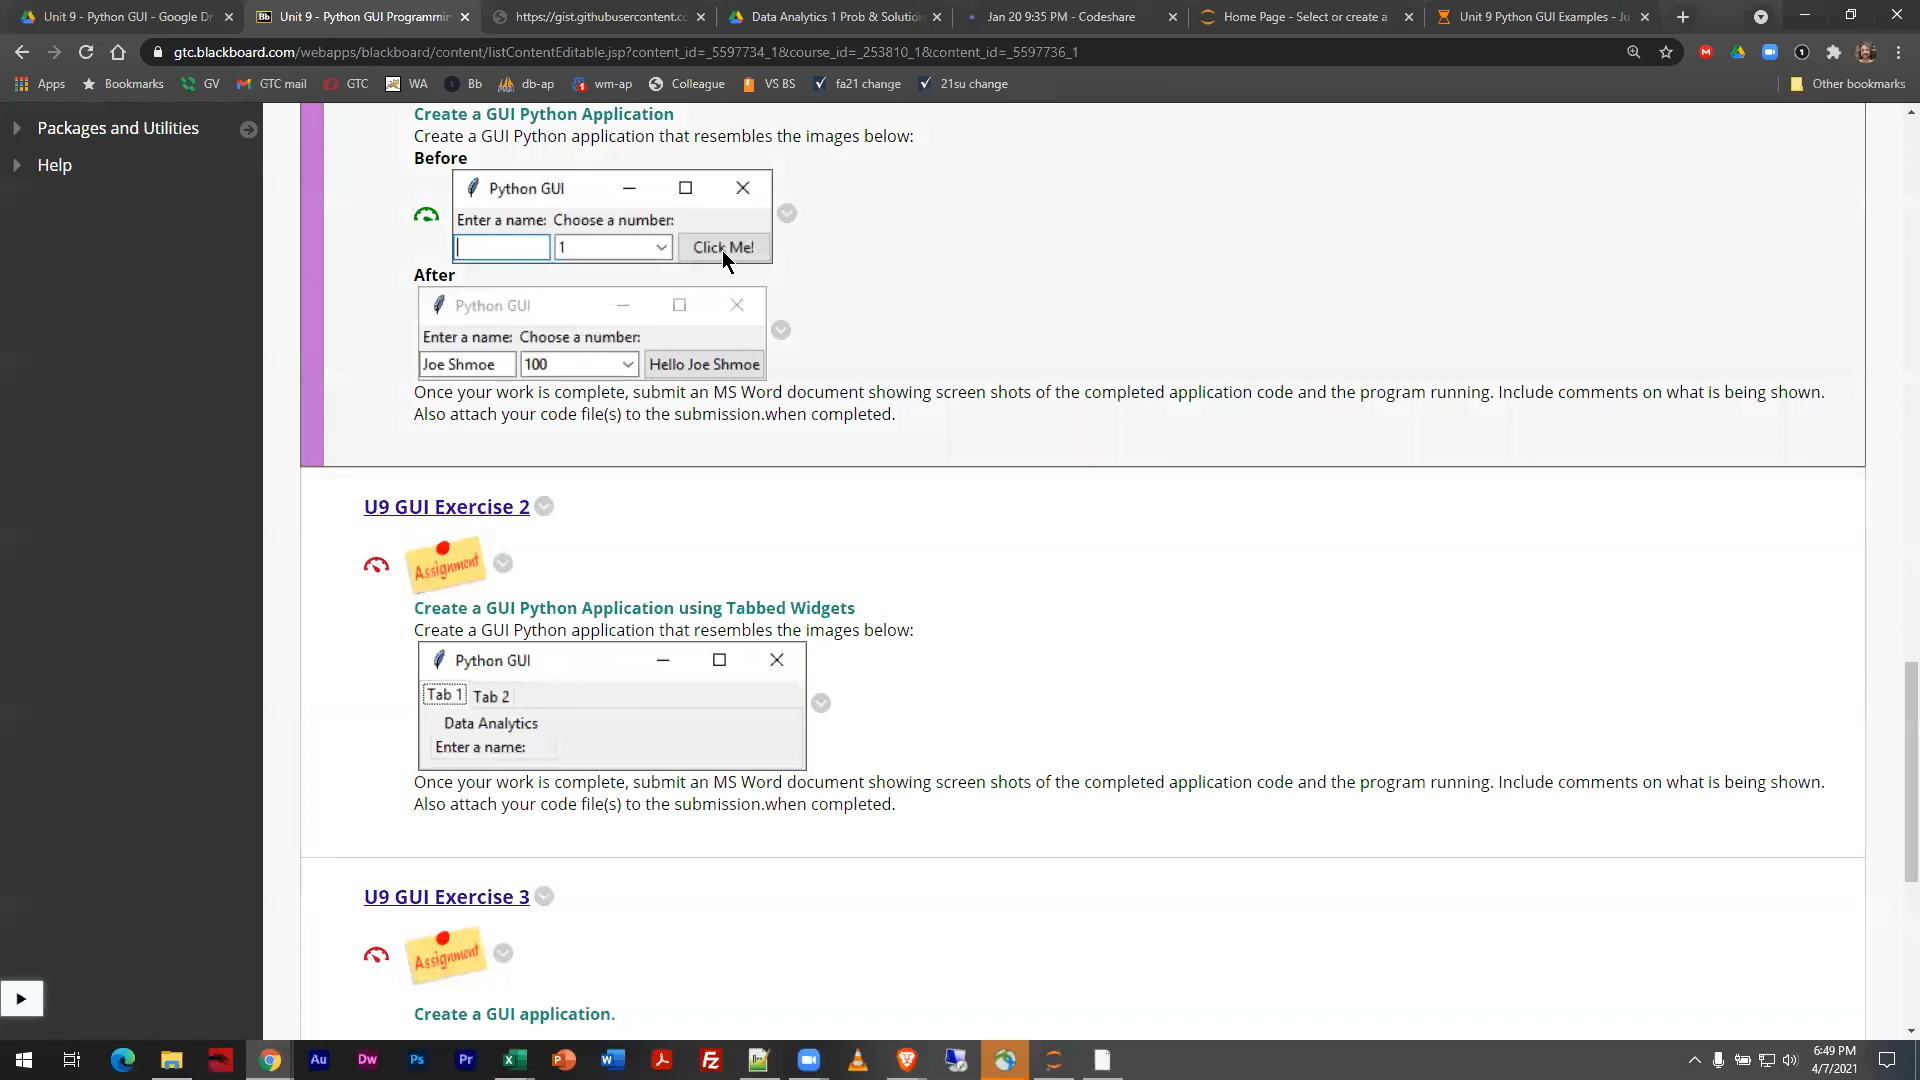 Unit 9 - Python GUI - Google Dr
Unit 9 - Python GUI Programmin
https://gist.githubusercontent.c
Data Analytics 1 Prob & Solutio
Jan 20 9:35 PM - Codeshare
Home Page - Select or create a
Unit 9 Python GUI Examples - Ju
gtc.blackboard.com/webapps/blackboard/content/listContentEditable.jsp?content_id=_5597734_1&course_id=_253810_1&content_id=_5597736_1
Apps
Bookmarks
GV
GTC mail
GTC
WA
Bb
db-ap
wm-ap
Colleague
VS BS
fa21 change
21su change
Other bookmarks
Packages and Utilities
Help
Create a GUI Python Application
Create a GUI Python application that resembles the images below:
Before
Python GUI
Enter a name: Choose a number:
1
Click Me!
After
Python GUI
Enter a name: Choose a number:
Joe Shmoe
100
Hello Joe Shmoe
Once your work is complete, submit an MS Word document showing screen shots of the completed application code and the program running. Include comments on what is being shown.
Also attach your code file(s) to the submission.when completed.
U9 GUI Exercise 2
Assignment
Create a GUI Python Application using Tabbed Widgets
Create a GUI Python application that resembles the images below:
Python GUI
Tab 1 Tab 2
Data Analytics
Enter a name:
Once your work is complete, submit an MS Word document showing screen shots of the completed application code and the program running. Include comments on what is being shown.
Also attach your code file(s) to the submission.when completed.
U9 GUI Exercise 3
Assignment
Create a GUI application.
Au
Dw
Ps
Pr
6:49 PM
4/7/2021